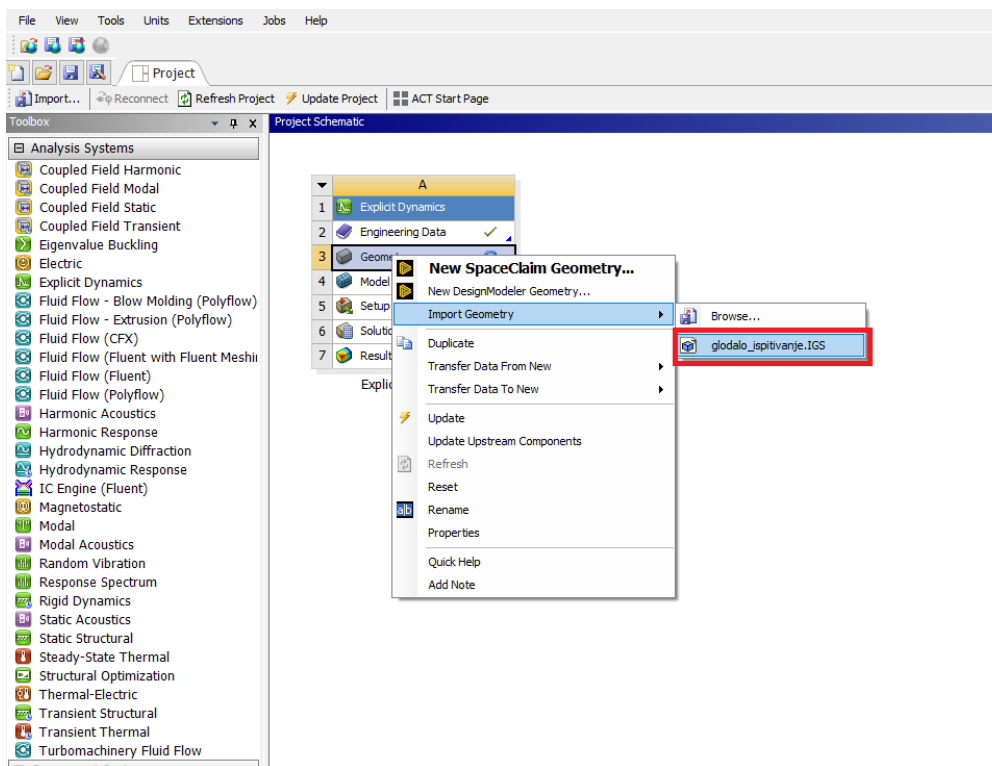 File View Tools Units Extensions Jobs Help
Project
Import... Reconnect Refresh Project Update Project ACT Start Page
Toolbox
Project Schematic
Analysis Systems
Coupled Field Harmonic
Coupled Field Modal
Coupled Field Static
Coupled Field Transient
Eigenvalue Buckling
Electric
Explicit Dynamics
Fluid Flow - Blow Molding (Polyflow)
Fluid Flow - Extrusion (Polyflow)
Fluid Flow (CFX)
Fluid Flow (Fluent with Fluent Meshi
Fluid Flow (Fluent)
Fluid Flow (Polyflow)
Harmonic Acoustics
Harmonic Response
Hydrodynamic Diffraction
Hydrodynamic Response
IC Engine (Fluent)
Magnetostatic
Modal
Modal Acoustics
Random Vibration
Response Spectrum
Rigid Dynamics
Static Acoustics
Static Structural
Steady-State Thermal
Structural Optimization
Thermal-Electric
Transient Structural
Transient Thermal
Turbomachinery Fluid Flow
A
1 Explicit Dynamics
2 Engineering Data
3 Geome
4 Model
5 Setup
6 Solutio
7 Result
Explic
New SpaceClaim Geometry...
New DesignModeler Geometry...
Import Geometry
Duplicate
Transfer Data From New
Transfer Data To New
Update
Update Upstream Components
Refresh
Reset
a|b Rename
Properties
Quick Help
Add Note
Browse...
glodalo_ispitivanje.IGS